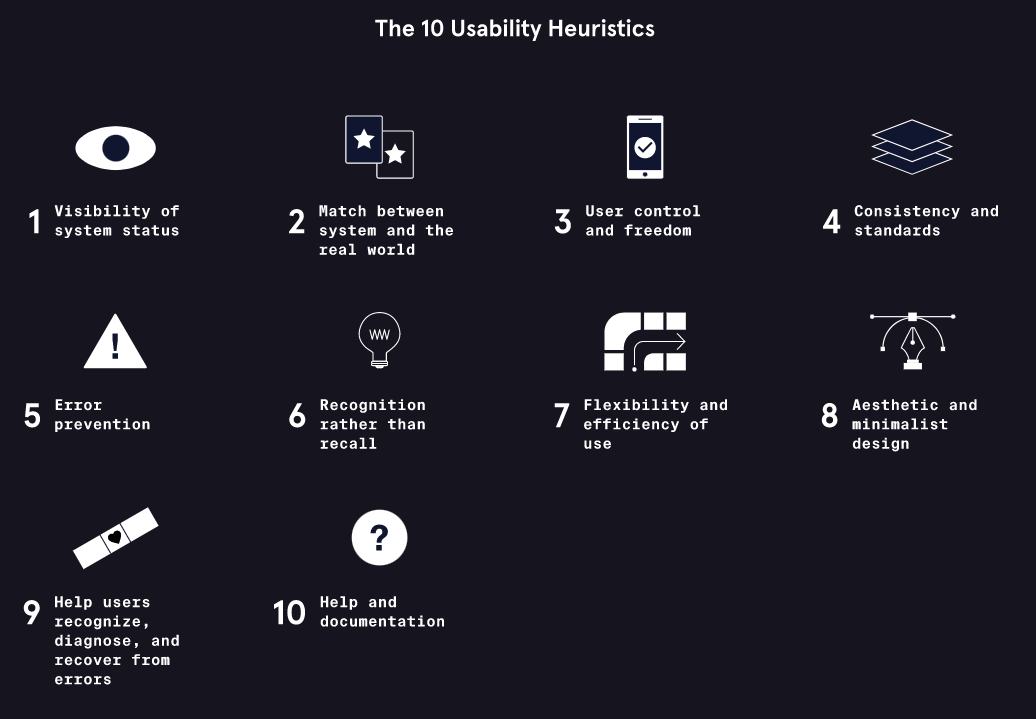 The 10 Usability Heuristics
1 Visibility of
system status
2 Match between
system and the
real world
3 User control
and freedom
4 Consistency and
standards
!
5 Error
prevention
6 Recognition
rather than
recall
7 Flexibility and
efficiency of
use
8 Aesthetic and
minimalist
design
9 Help users
recognize,
diagnose, and
recover from
errors
?
10 Help and
documentation